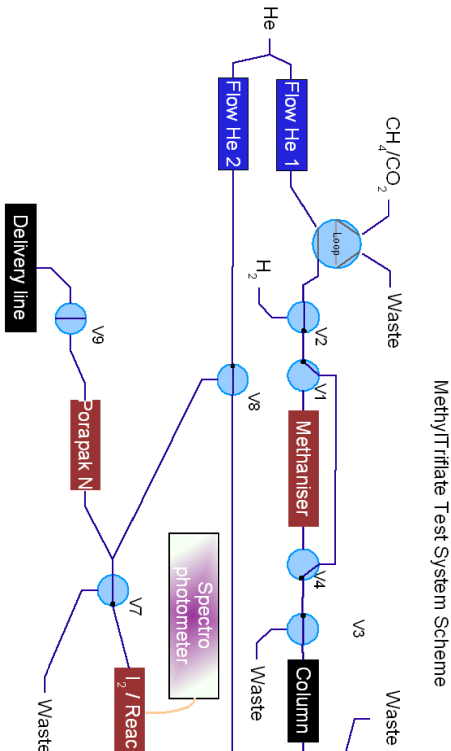 MethylTriflate Test System Scheme
He
Flow He 1
Flow He 2
CH4/CO2
Loop
Waste
H2
V2
V1
Methaniser
V4
V3
Column
Waste
Waste
V8
Delivery line
V9
Porapak N
V7
Waste
Spectro
photometer
I2 / Reac